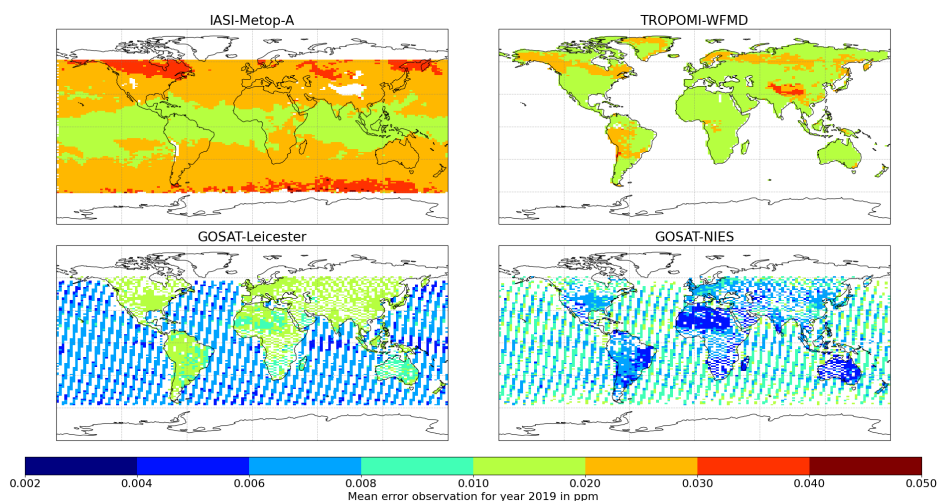 IASI-Metop-A
TROPOMI-WFMD
GOSAT-Leicester
GOSAT-NIES
0.002 0.004 0.006 0.008 0.010 0.020 0.030 0.040 0.050
Mean error observation for year 2019 in ppm